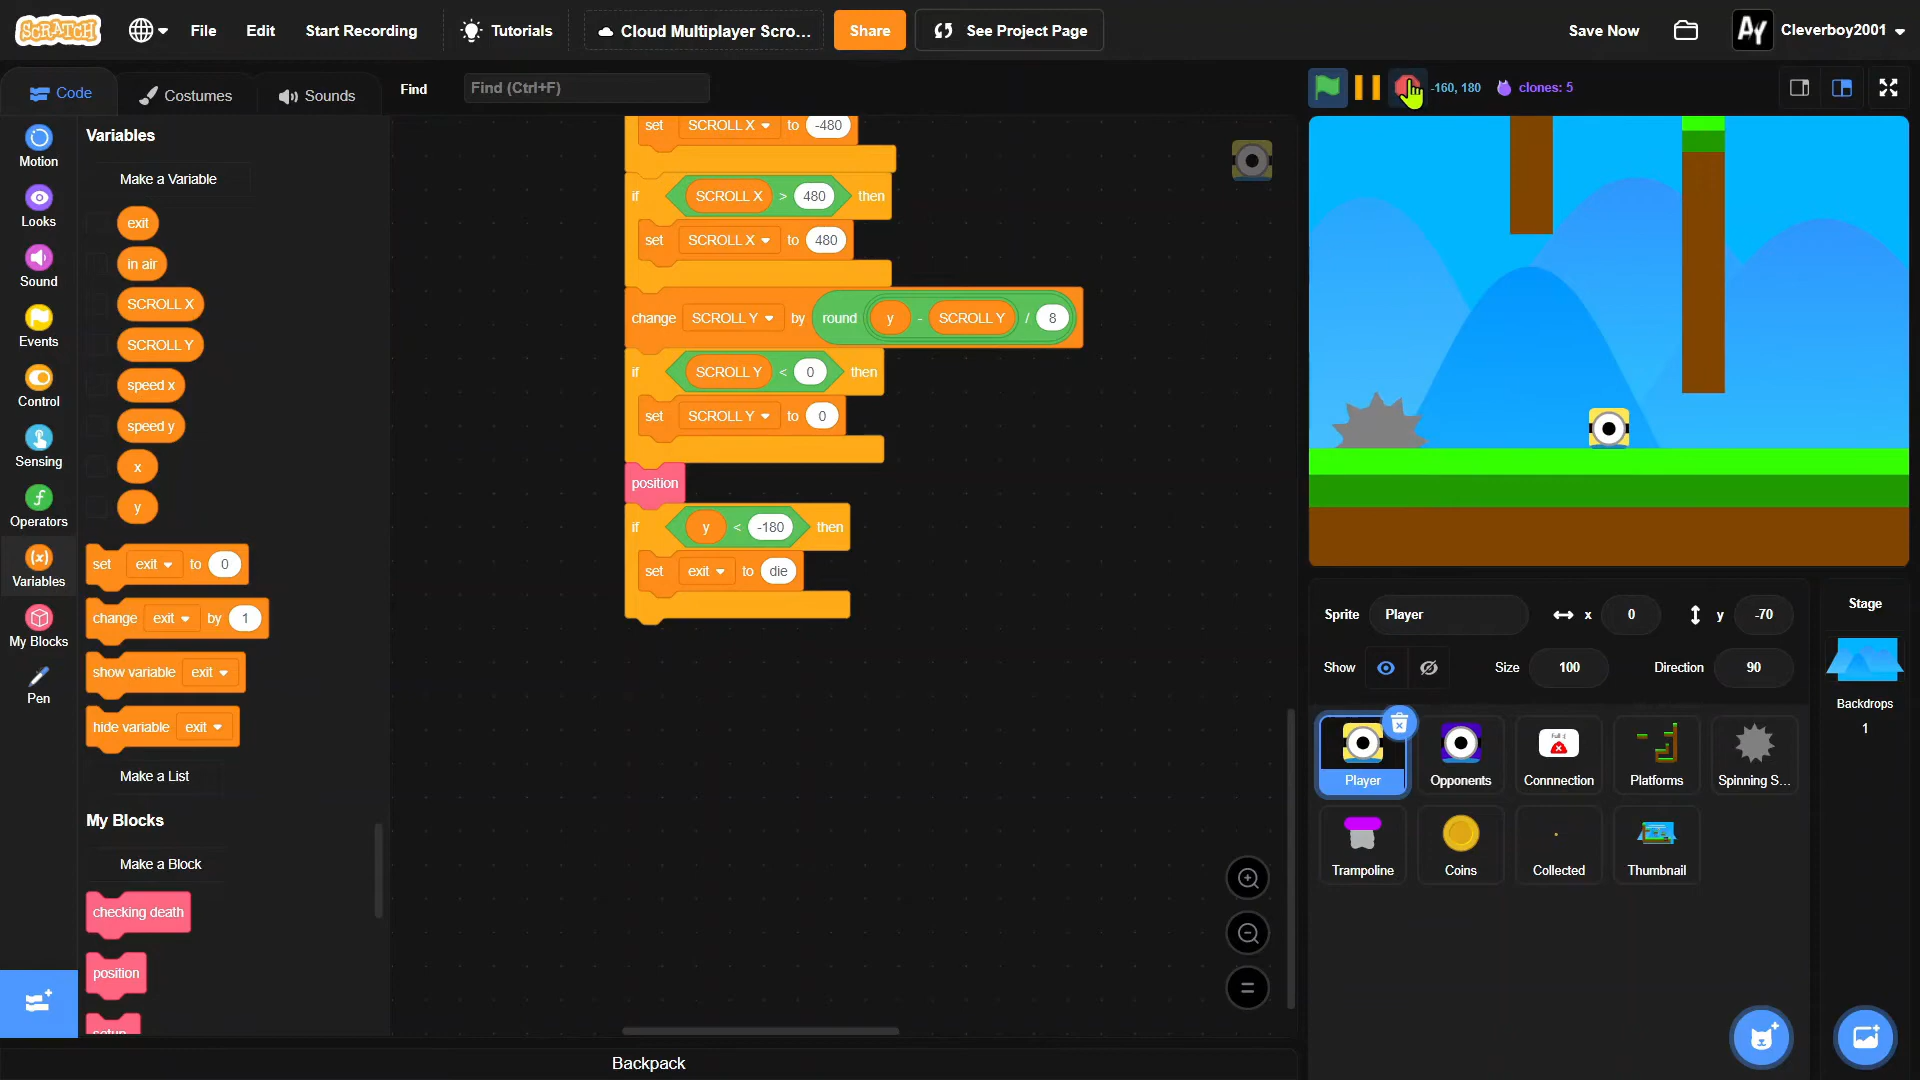 SCRATCH File Edit Start Recording Tutorials Cloud Multiplayer Scro... Share See Project Page Save Now Ay Cleverboy2001
Code Costumes Sounds Find Find (Ctrl+F) -160, 180 clones: 5
Motion
Looks
Sound
Events
Control
Sensing
Operators
Variables
My Blocks
Pen
Variables
Make a Variable
exit
in air
SCROLL X
SCROLL Y
speed x
speed y
x
y
set exit to 0
change exit by 1
show variable exit
hide variable exit
Make a List
My Blocks
Make a Block
checking death
position
setup
set SCROLL X to -480
if SCROLL X > 480 then
set SCROLL X to 480
change SCROLL Y by round y - SCROLL Y / 8
if SCROLL Y < 0 then
set SCROLL Y to 0
position
if y < -180 then
set exit to die
Backpack
Sprite Player x 0 y -70
Show Size 100 Direction 90
Player Opponents Connnection Platforms Spinning S...
Trampoline Coins Collected Thumbnail
Stage
Backdrops
1